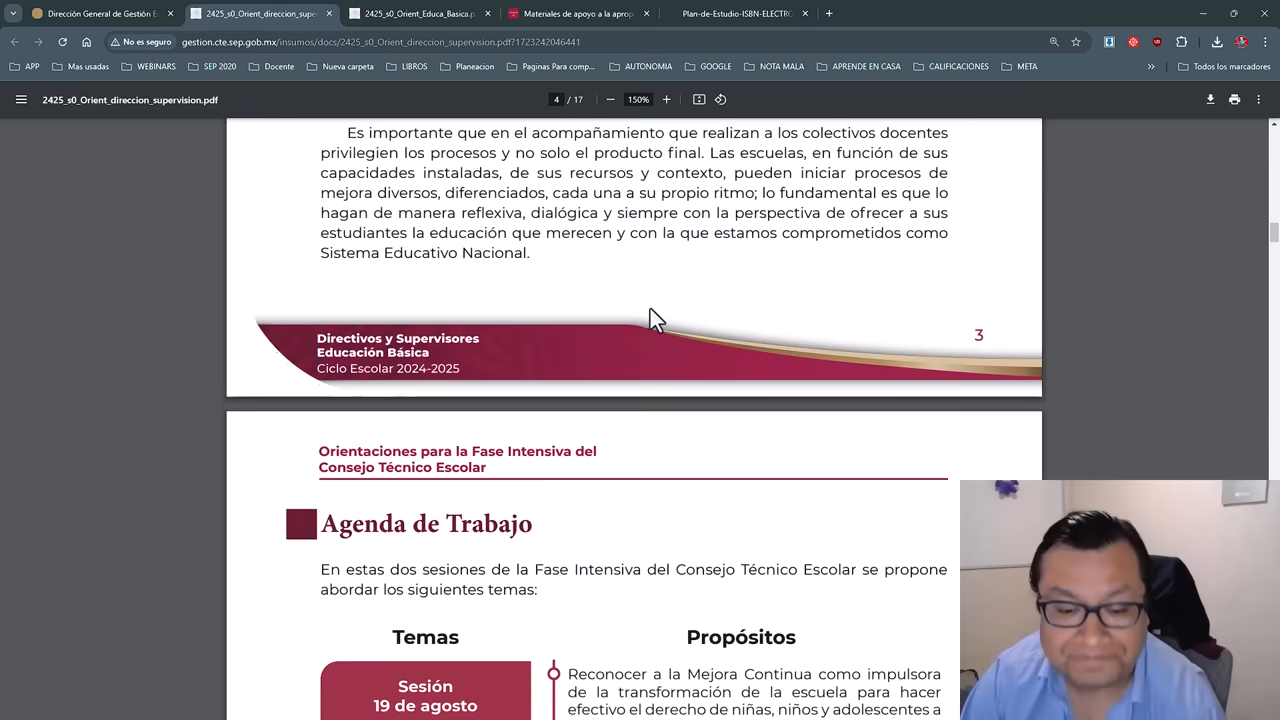 Dirección General de Gestión E
2425_s0_Orient_direccion_supe
2425_s0_Orient_Educa_Basica.p
Materiales de apoyo a la aprop
Plan-de-Estudio-ISBN-ELECTRO
No es seguro
gestion.cte.sep.gob.mx/insumos/docs/2425_s0_Orient_direccion_supervision.pdf?1723242046441
APP
Mas usadas
WEBINARS
SEP 2020
Docente
Nueva carpeta
LIBROS
Planeacion
Paginas Para comp...
AUTONOMIA
GOOGLE
NOTA MALA
APRENDE EN CASA
CALIFICACIONES
META
Todos los marcadores
2425_s0_Orient_direccion_supervision.pdf
4 / 17
150%
Es importante que en el acompañamiento que realizan a los colectivos docentes
privilegien los procesos y no solo el producto final. Las escuelas, en función de sus
capacidades instaladas, de sus recursos y contexto, pueden iniciar procesos de
mejora diversos, diferenciados, cada una a su propio ritmo; lo fundamental es que lo
hagan de manera reflexiva, dialógica y siempre con la perspectiva de ofrecer a sus
estudiantes la educación que merecen y con la que estamos comprometidos como
Sistema Educativo Nacional.
Directivos y Supervisores
Educación Básica
Ciclo Escolar 2024-2025
3
Orientaciones para la Fase Intensiva del
Consejo Técnico Escolar
Agenda de Trabajo
En estas dos sesiones de la Fase Intensiva del Consejo Técnico Escolar se propone
abordar los siguientes temas:
Temas
Propósitos
Sesión
19 de agosto
Reconocer a la Mejora Continua como impulsora
de la transformación de la escuela para hacer
efectivo el derecho de niñas, niños y adolescentes a